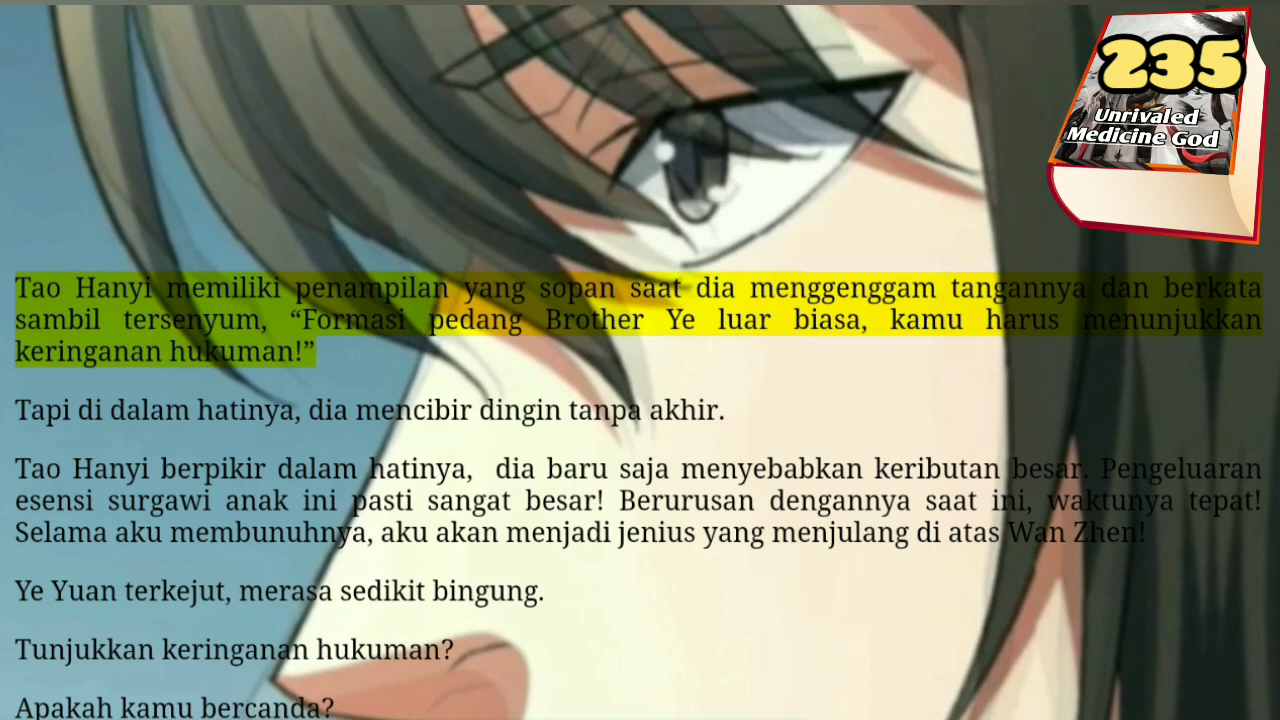 235
Unrivaled
Medicine God
Tao Hanyi memiliki penampilan yang sopan saat dia menggenggam tangannya dan berkata
sambil tersenyum, “Formasi pedang Brother Ye luar biasa, kamu harus menunjukkan
keringanan hukuman!”
Tapi di dalam hatinya, dia mencibir dingin tanpa akhir.
Tao Hanyi berpikir dalam hatinya, dia baru saja menyebabkan keributan besar. Pengeluaran
esensi surgawi anak ini pasti sangat besar! Berurusan dengannya saat ini, waktunya tepat!
Selama aku membunuhnya, aku akan menjadi jenius yang menjulang di atas Wan Zhen!
Ye Yuan terkejut, merasa sedikit bingung.
Tunjukkan keringanan hukuman?
Apakah kamu bercanda?